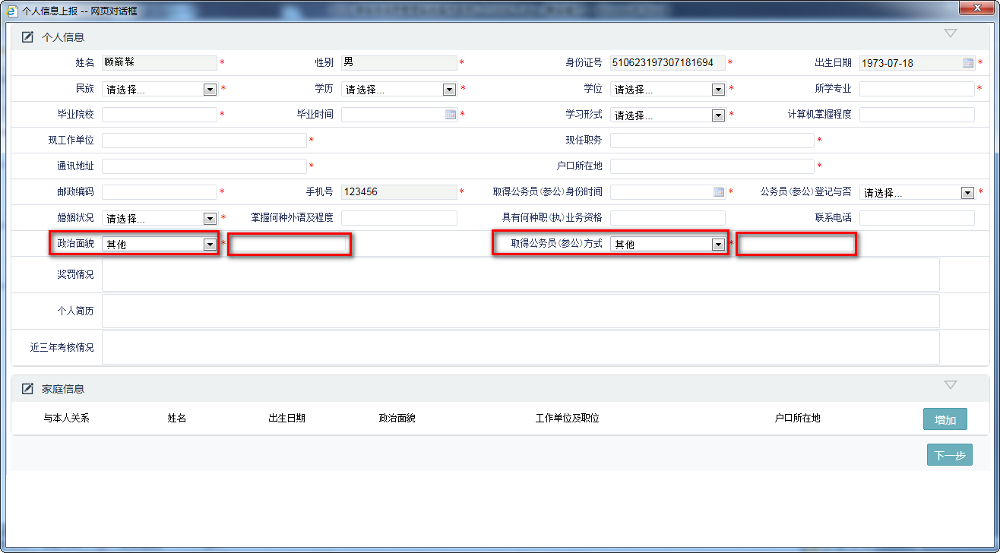 个人信息上报 -- 网页对话框
个人信息
姓名 * 性别 男 * 身份证号 510623197307181694 * 出生日期 1973-07-18 *
民族 请选择... * 学历 请选择... * 学位 请选择... * 所学专业 *
毕业院校 * 毕业时间 * 学习形式 请选择... * 计算机掌握程度
现工作单位 * 现任职务 *
通讯地址 * 户口所在地 *
邮政编码 * 手机号 123456 * 取得公务员(参公)身份时间 * 公务员(参公)登记与否 请选择... *
婚姻状况 请选择... * 掌握何种外语及程度 具有何种职(执)业务资格 联系电话
政治面貌 其他 * 取得公务员(参公)方式 其他 *
奖罚情况
个人简历
近三年考核情况
家庭信息
与本人关系 姓名 出生日期 政治面貌 工作单位及职位 户口所在地 增加
下一步